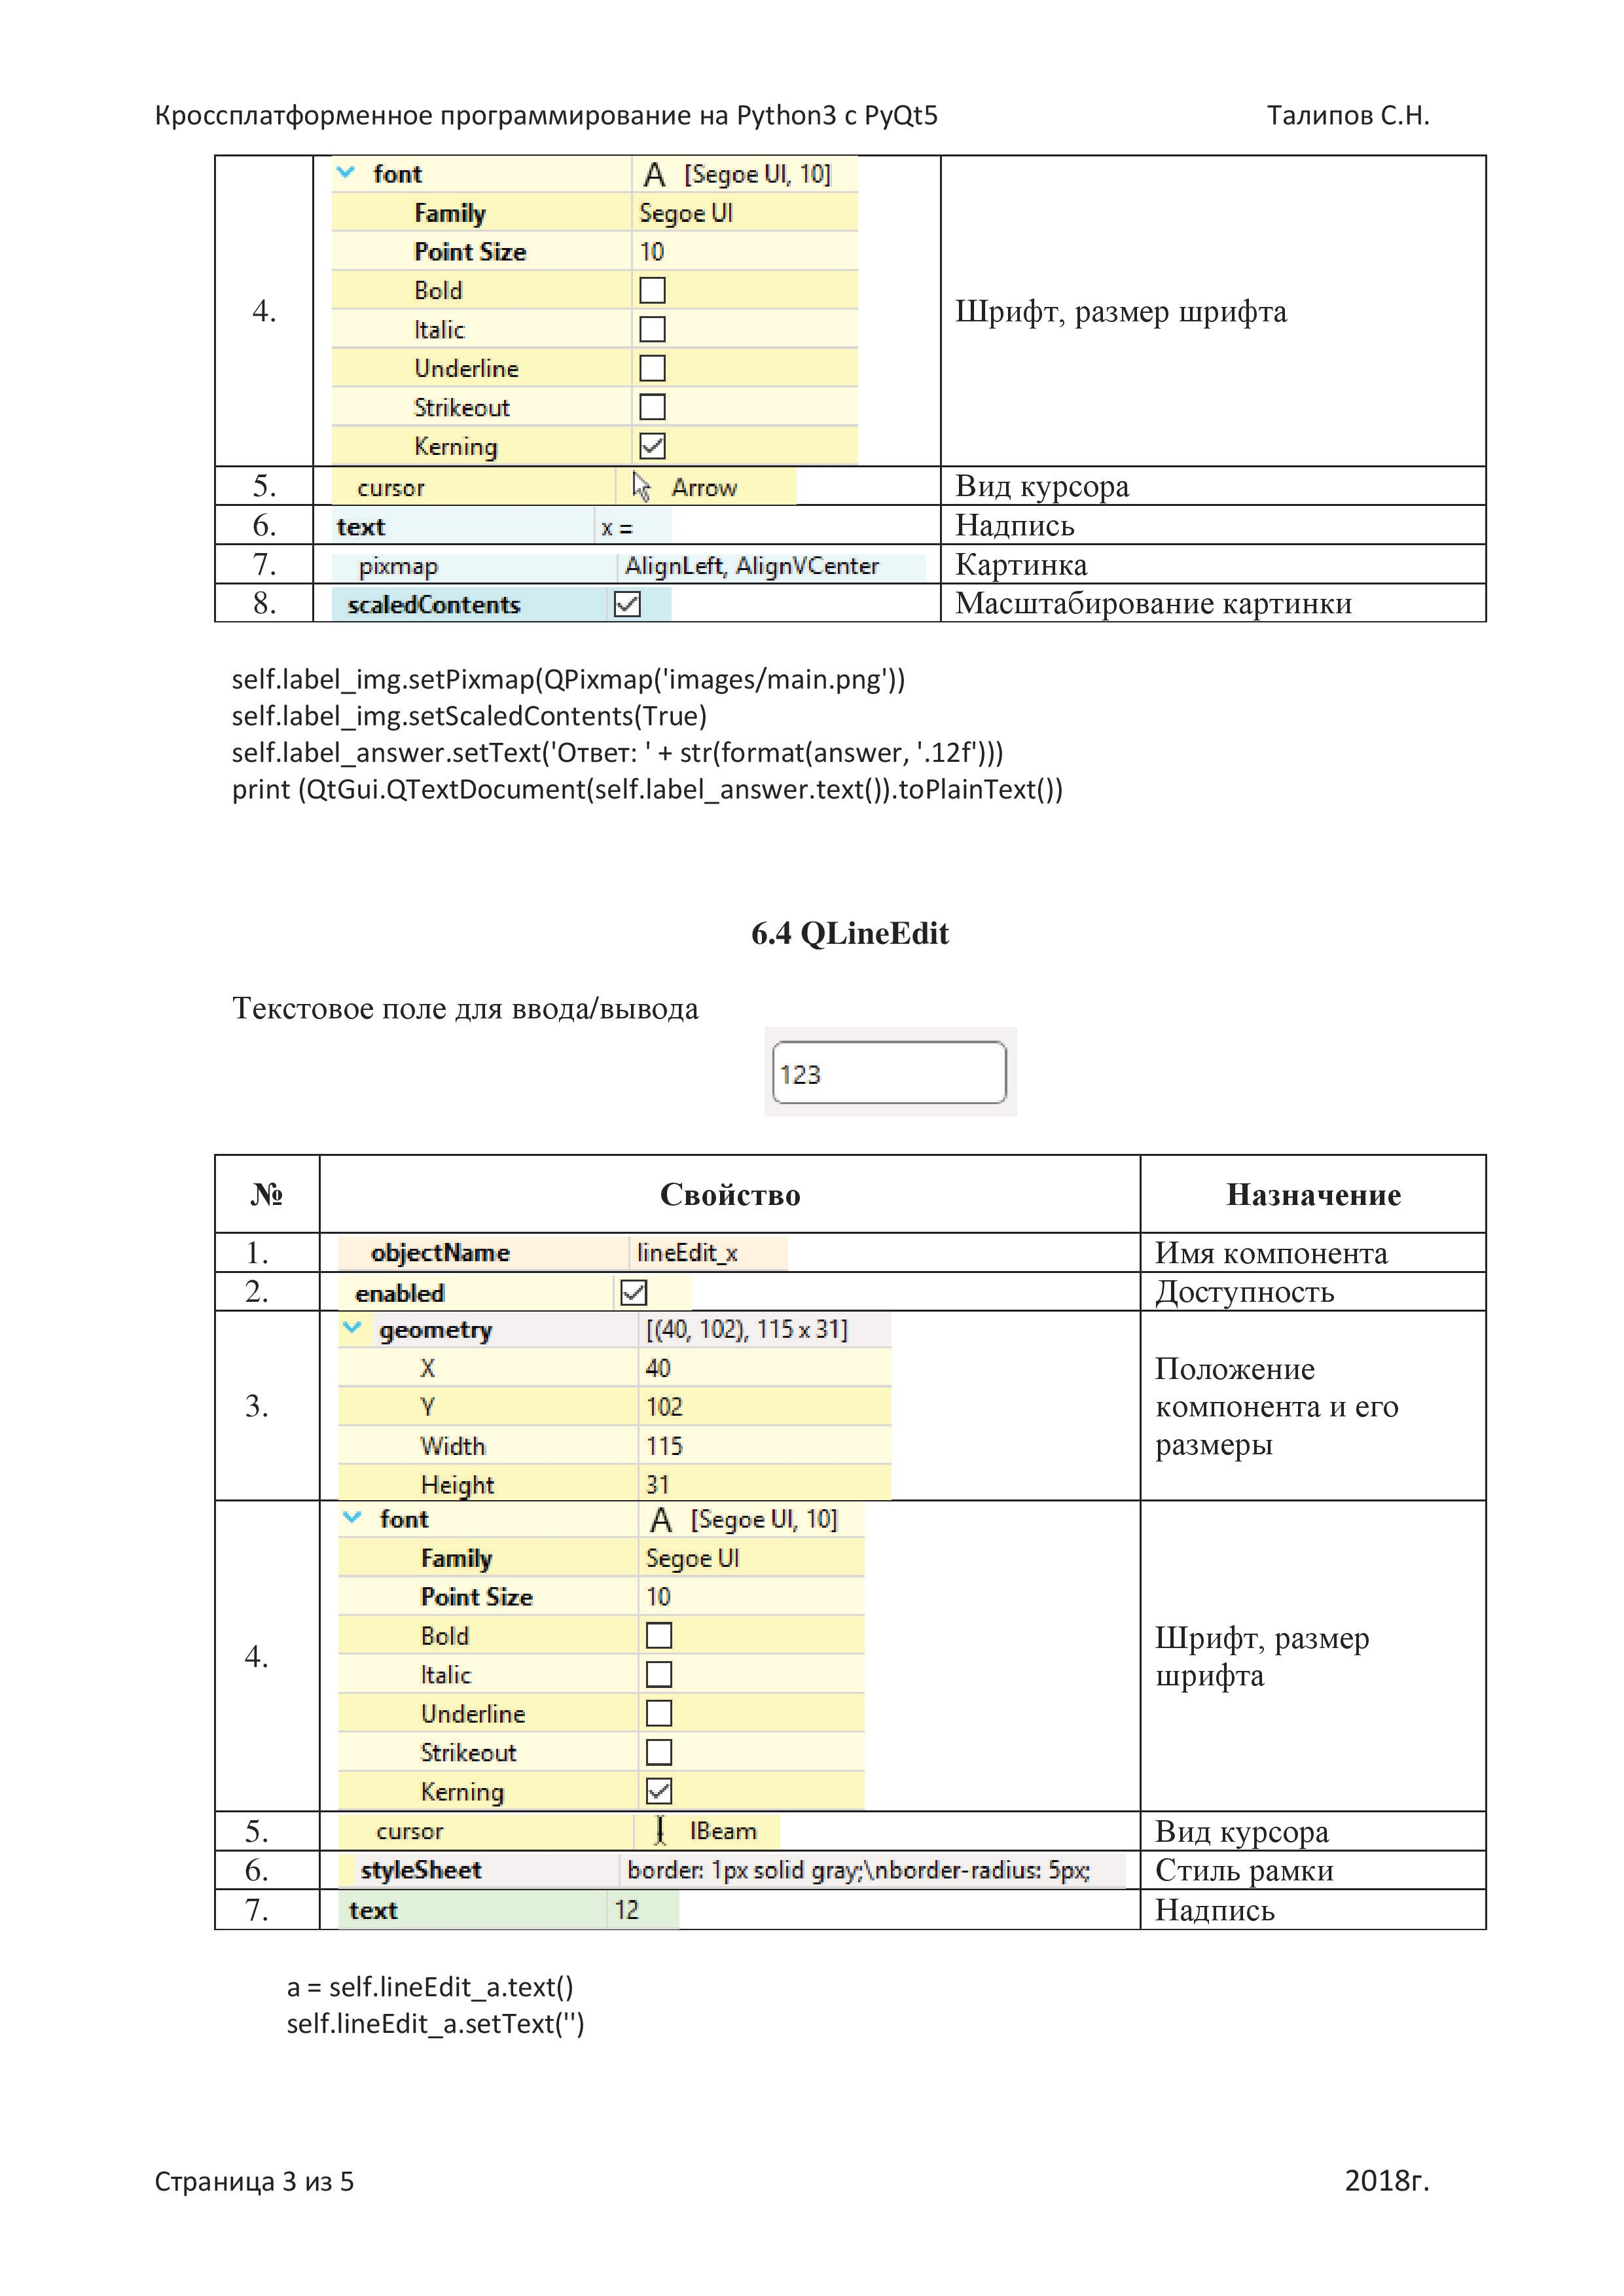 Кроссплатформенное программирование на Python3 с PyQt5 Талипов С.Н.
4.
font A [Segoe UI, 10]
Family Segoe UI
Point Size 10
Bold
Italic
Underline
Strikeout
Kerning
Шрифт, размер шрифта
5. cursor Arrow Вид курсора
6. text x = Надпись
7. pixmap AlignLeft, AlignVCenter Картинка
8. scaledContents Масштабирование картинки
self.label_img.setPixmap(QPixmap('images/main.png'))
self.label_img.setScaledContents(True)
self.label_answer.setText('Ответ: ' + str(format(answer, '.12f')))
print (QtGui.QTextDocument(self.label_answer.text()).toPlainText())
6.4 QLineEdit
Текстовое поле для ввода/вывода
123
№ Свойство Назначение
1. objectName lineEdit_x Имя компонента
2. enabled Доступность
3.
geometry [(40, 102), 115 x 31]
X 40
Y 102
Width 115
Height 31
Положение
компонента и его
размеры
4.
font A [Segoe UI, 10]
Family Segoe UI
Point Size 10
Bold
Italic
Underline
Strikeout
Kerning
Шрифт, размер
шрифта
5. cursor IBeam Вид курсора
6. styleSheet border: 1px solid gray;\nborder-radius: 5px; Стиль рамки
7. text 12 Надпись
a = self.lineEdit_a.text()
self.lineEdit_a.setText('')
Страница 3 из 5 2018г.